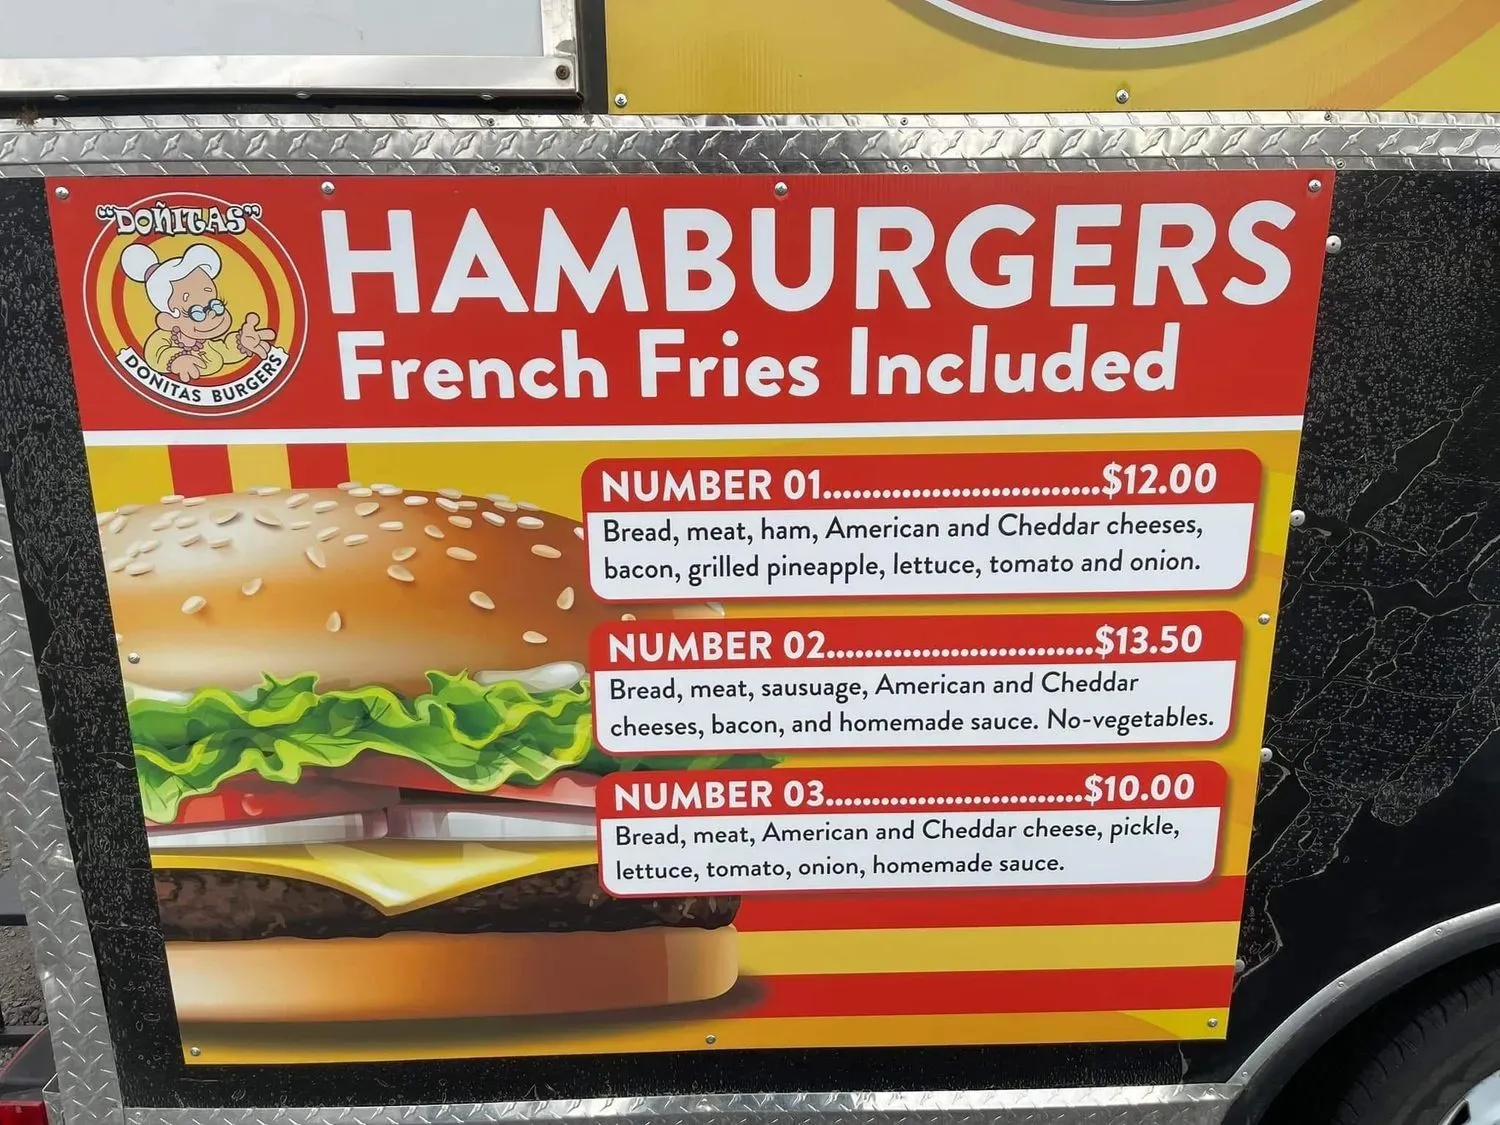 "DOÑITAS"
DONITAS BURGERS
HAMBURGERS
French Fries Included
NUMBER 01............................$12.00
Bread, meat, ham, American and Cheddar cheeses,
bacon, grilled pineapple, lettuce, tomato and onion.
NUMBER 02...........................$13.50
Bread, meat, sausuage, American and Cheddar
cheeses, bacon, and homemade sauce. No-vegetables.
NUMBER 03..........................$10.00
Bread, meat, American and Cheddar cheese, pickle,
lettuce, tomato, onion, homemade sauce.